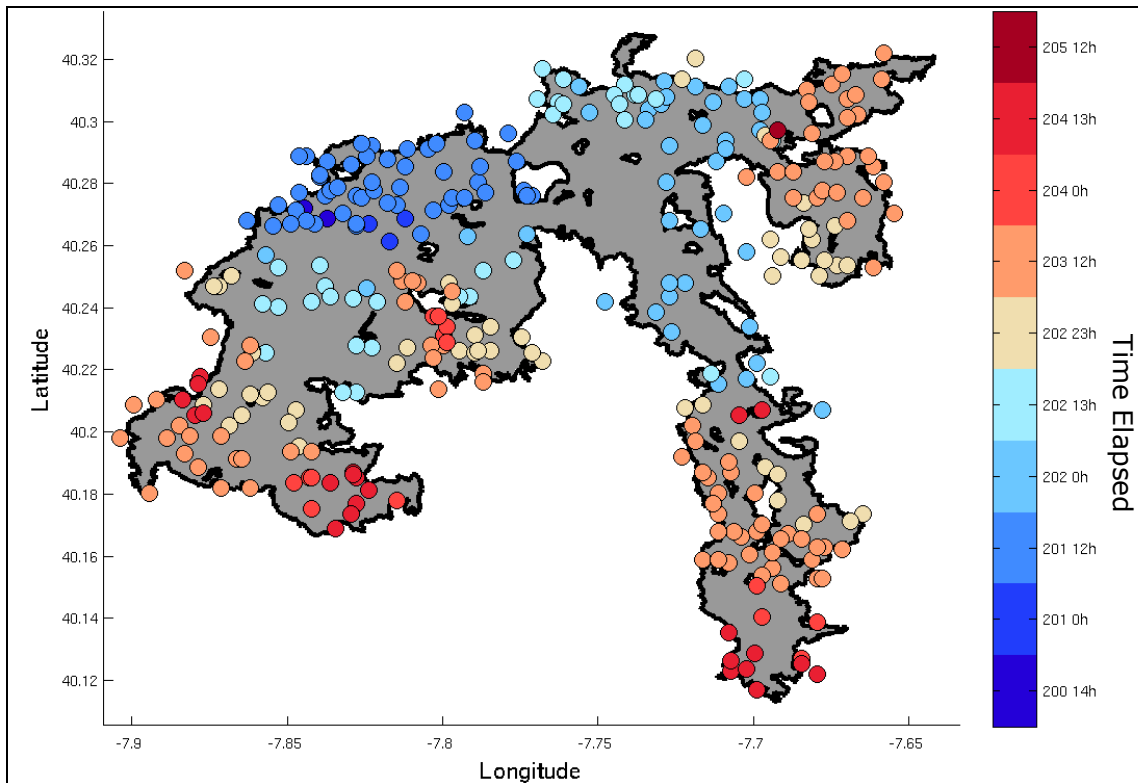 40.32
40.3
40.28
40.26
40.24
40.22
40.2
40.18
40.16
40.14
40.12
Latitude
-7.9
-7.85
-7.8
-7.75
-7.7
-7.65
Longitude
205 12h
204 13h
204 0h
203 12h
202 23h
202 13h
202 0h
201 12h
201 0h
200 14h
Time Elapsed